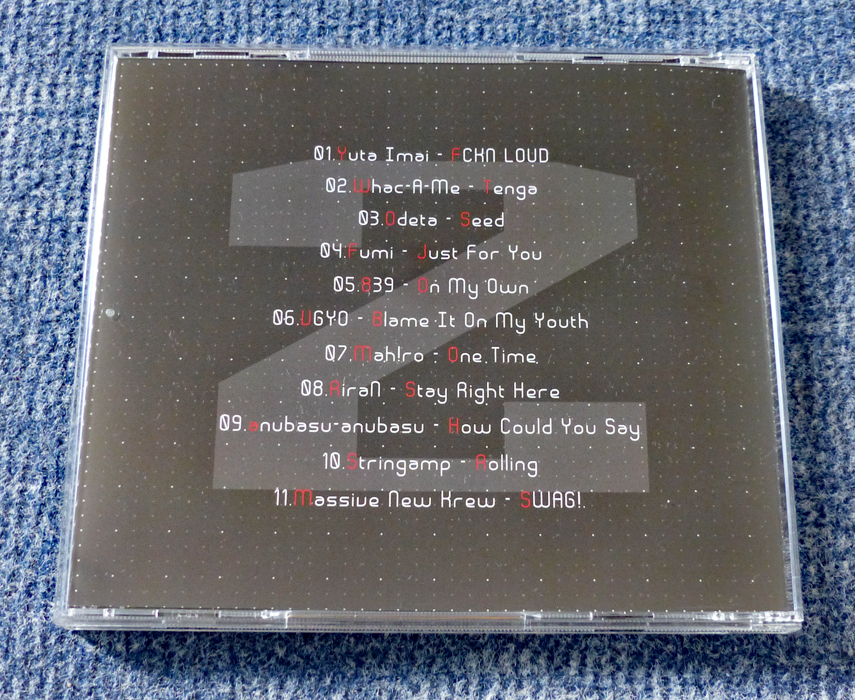 01.Yuta Imai - FCKN LOUD
02.Whac-A-Me - Tenga
03.Odeta - Seed
04.Fumi - Just For You
05.839 - On My Own
06.UGYO - Blame It On My Youth
07.Mah!ro - One Time
08.AiraN - Stay Right Here
09.anubasu-anubasu - How Could You Say
10.Stringamp - Rolling
11.Massive New Krew - SWAG!
2